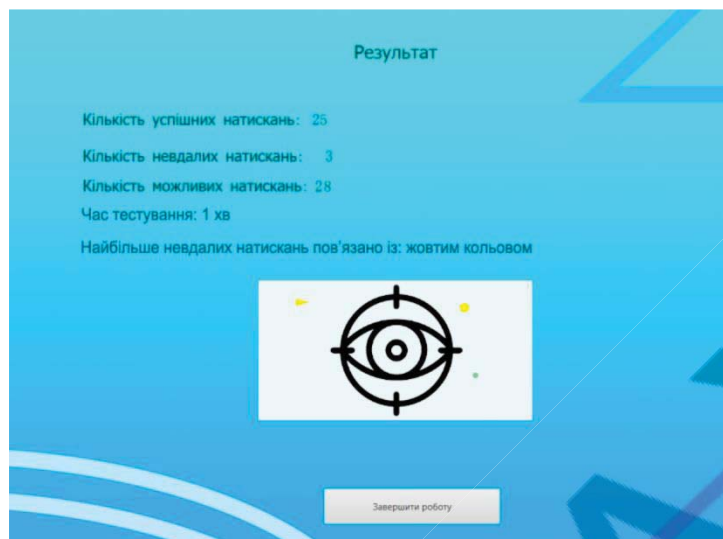 Результат
Кількість успішних натискань: 25
Кількість невдалих натискань: 3
Кількість можливих натискань: 28
Час тестування: 1 хв
Найбільше невдалих натискань пов'язано із: жовтим кольовом
Завершити роботу